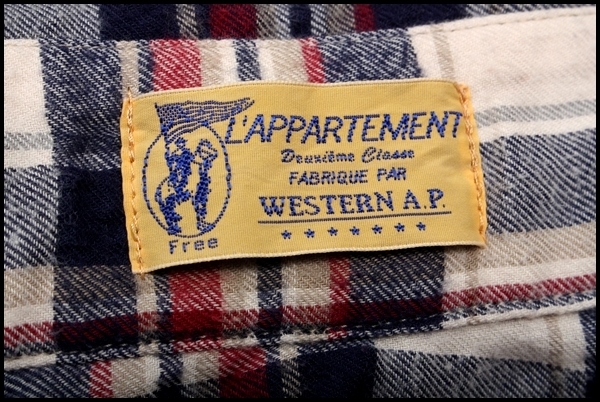 L'APPARTEMENT
Deuxième Classe
FABRIQUE PAR
WESTERN A.P.
Free